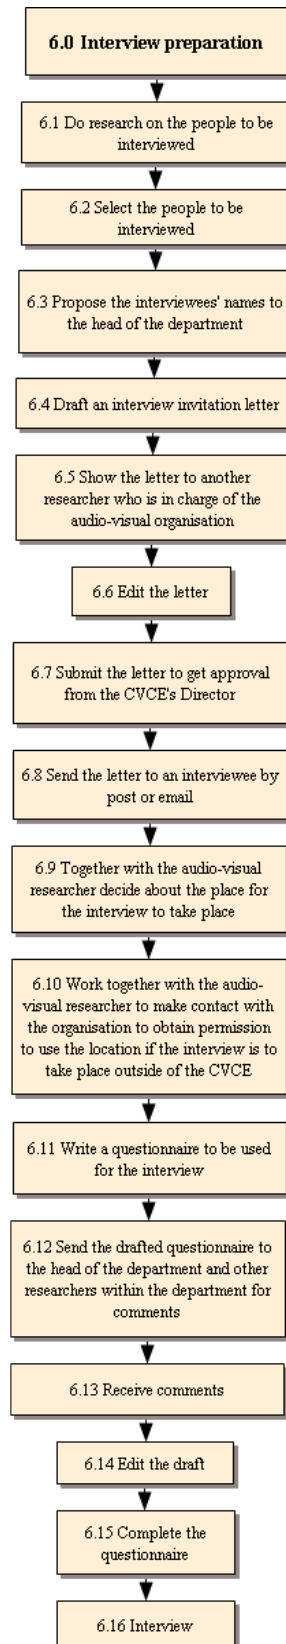 6.0 Interview preparation
6.1 Do research on the people to be
interviewed
6.2 Select the people to be
interviewed
6.3 Propose the interviewees' names to
the head of the department
6.4 Draft an interview invitation letter
6.5 Show the letter to another
researcher who is in charge of the
audio-visual organisation
6.6 Edit the letter
6.7 Submit the letter to get approval
from the CVCE's Director
6.8 Send the letter to an interviewee by
post or email
6.9 Together with the audio-visual
researcher decide about the place for
the interview to take place
6.10 Work together with the audio-
visual researcher to make contact with
the organisation to obtain permission
to use the location if the interview is to
take place outside of the CVCE
6.11 Write a questionnaire to be used
for the interview
6.12 Send the drafted questionnaire to
the head of the department and other
researchers within the department for
comments
6.13 Receive comments
6.14 Edit the draft
6.15 Complete the
questionnaire
6.16 Interview